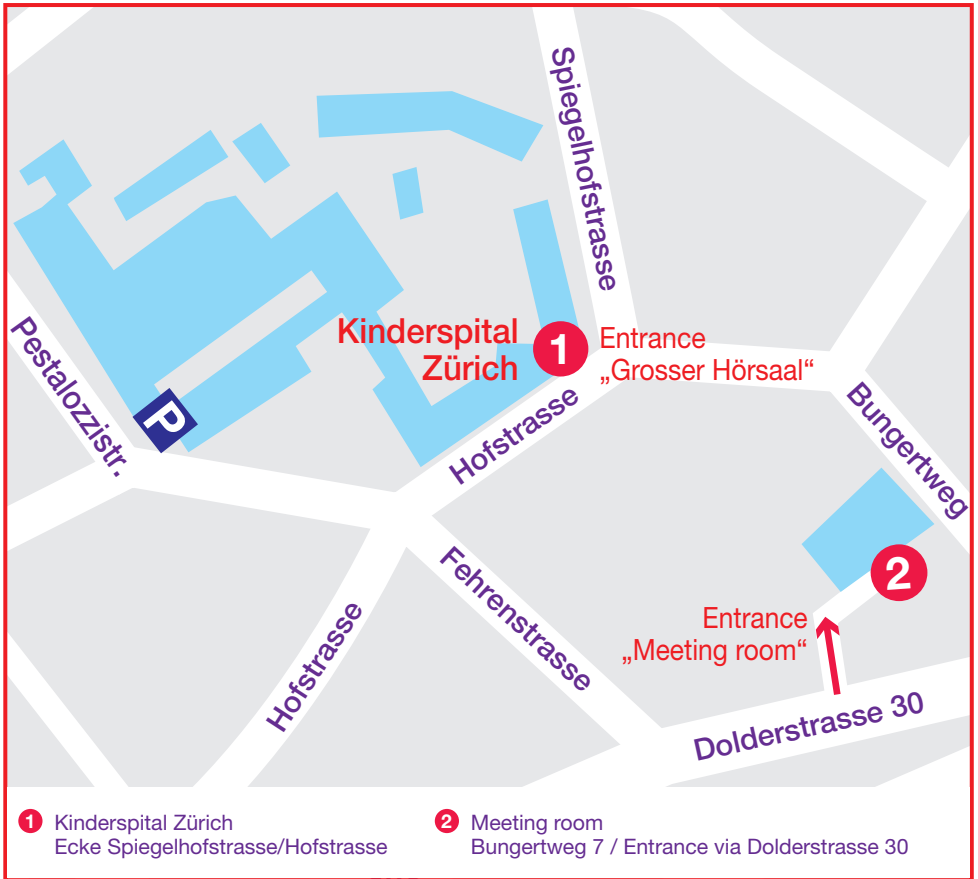 Spiegelhofstrasse
Kinderspital
Zürich
1
Entrance
„Grosser Hörsaal“
Pestalozzistr.
P
Hofstrasse
Bungertweg
2
Fehrenstrasse
Hofstrasse
Entrance
„Meeting room“
Dolderstrasse 30
1 Kinderspital Zürich
Ecke Spiegelhofstrasse/Hofstrasse
2 Meeting room
Bungertweg 7 / Entrance via Dolderstrasse 30